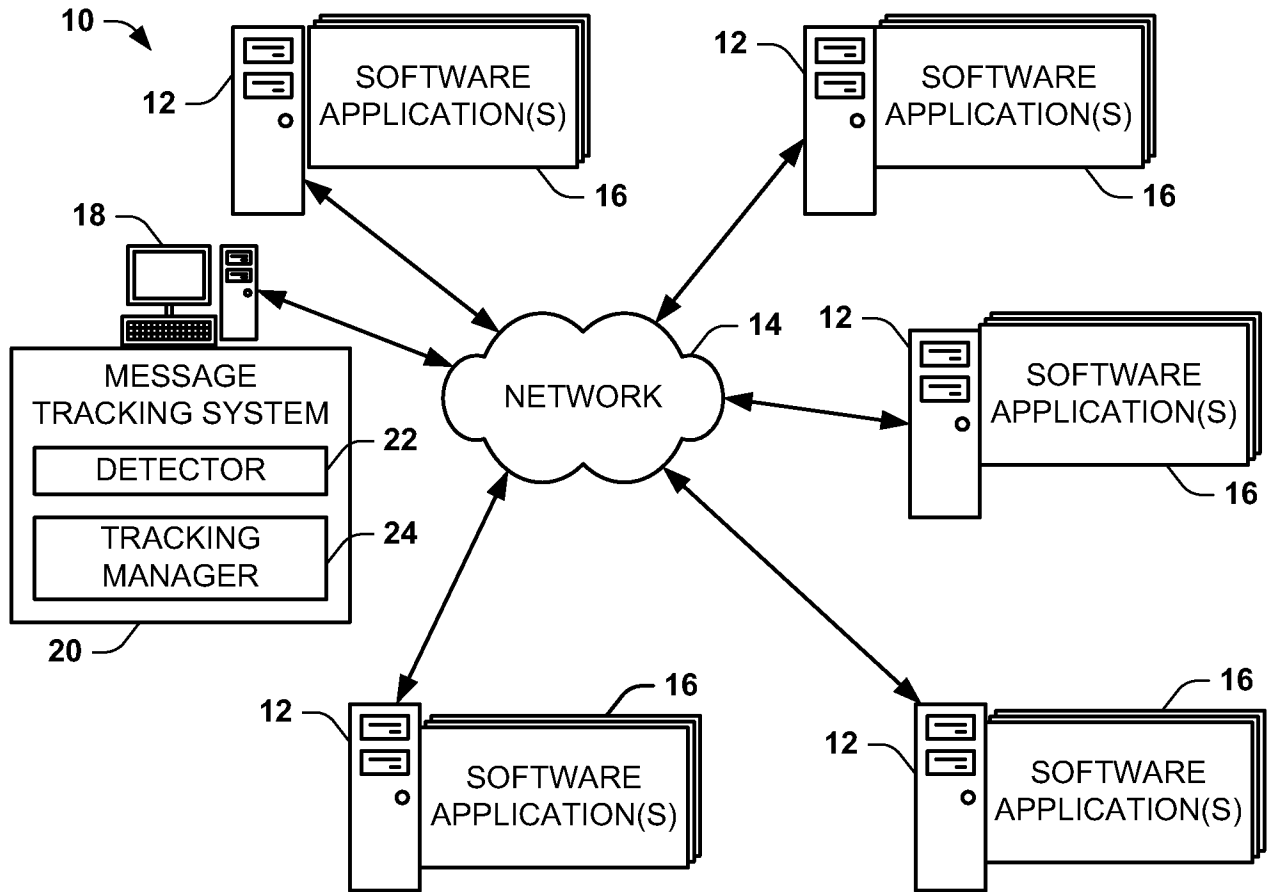 10
12
SOFTWARE
APPLICATION(S)
16
12
SOFTWARE
APPLICATION(S)
16
18
MESSAGE
TRACKING SYSTEM
DETECTOR
22
TRACKING
MANAGER
24
20
NETWORK
14
12
SOFTWARE
APPLICATION(S)
16
12
SOFTWARE
APPLICATION(S)
16
12
SOFTWARE
APPLICATION(S)
16